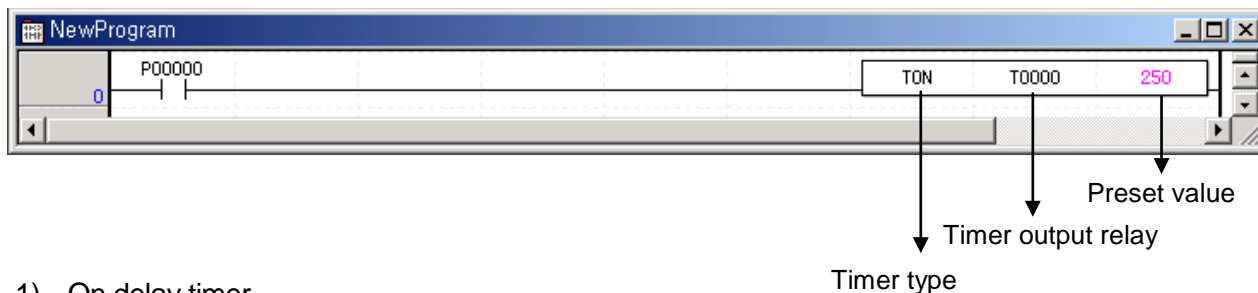 NewProgram
P00000
0
TON T0000 250
Preset value
Timer output relay
Timer type
1) On delay timer